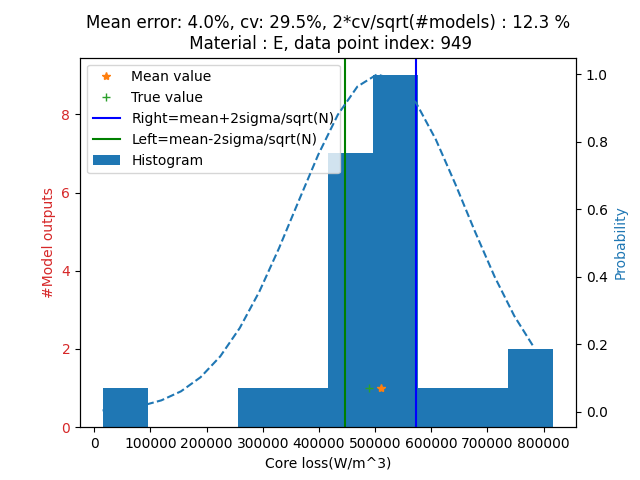 Mean error: 4.0%, cv: 29.5%, 2*cv/sqrt(#models) : 12.3 %
Material : E, data point index: 949
Mean value
True value
Right=mean+2sigma/sqrt(N)
Left=mean-2sigma/sqrt(N)
Histogram
#Model outputs
8
6
4
2
0
1.0
0.8
0.6
0.4
0.2
0.0
Probability
0 100000 200000 300000 400000 500000 600000 700000 800000
Core loss(W/m^3)